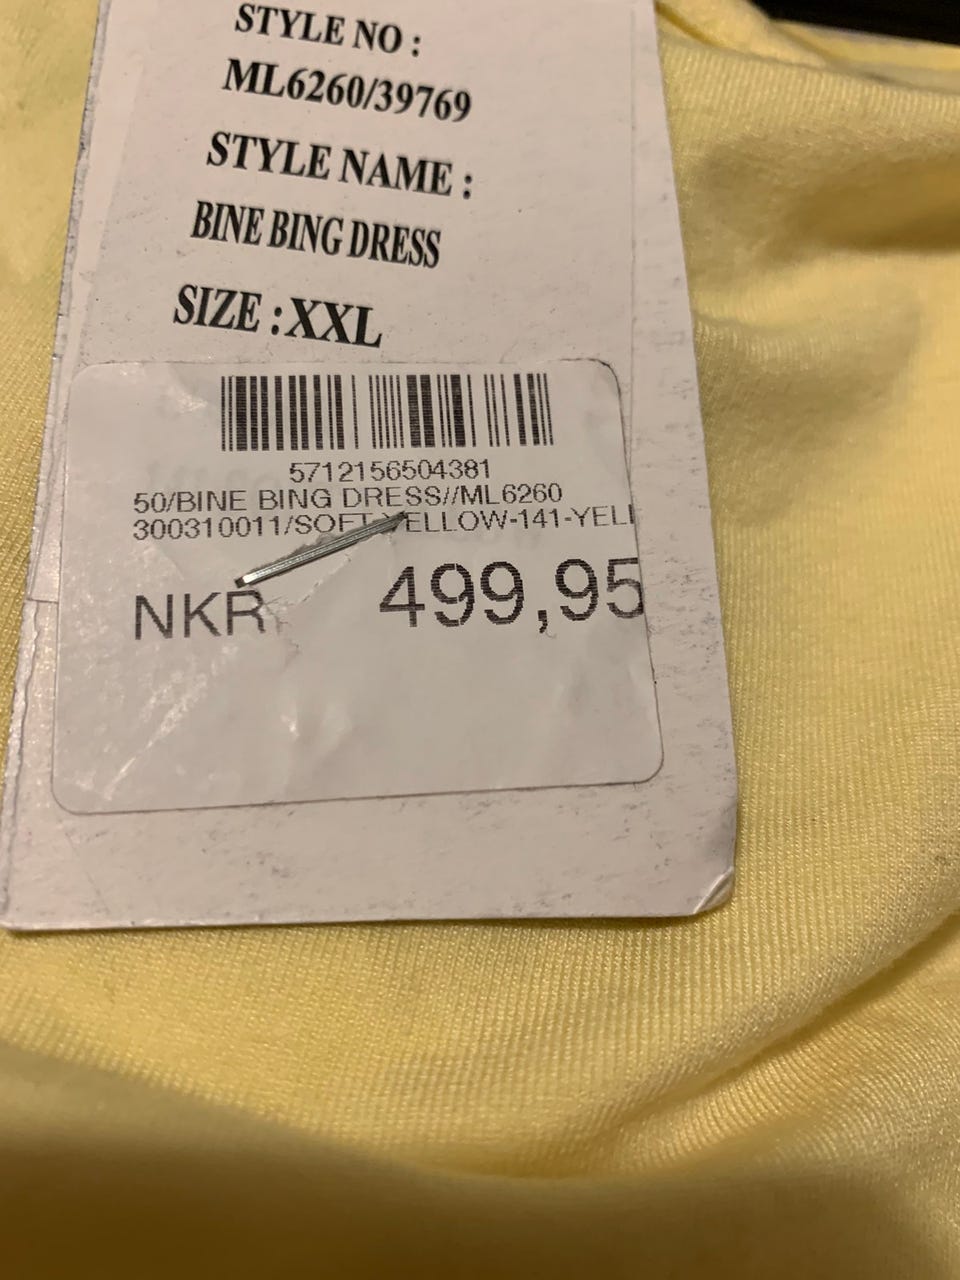 STYLE NO :
ML6260/39769
STYLE NAME :
BINE BING DRESS
SIZE : XXL
5712156504381
50/BINE BING DRESS//ML6260
300310011/SOFT YELLOW-141-YEL
NKR 499,95